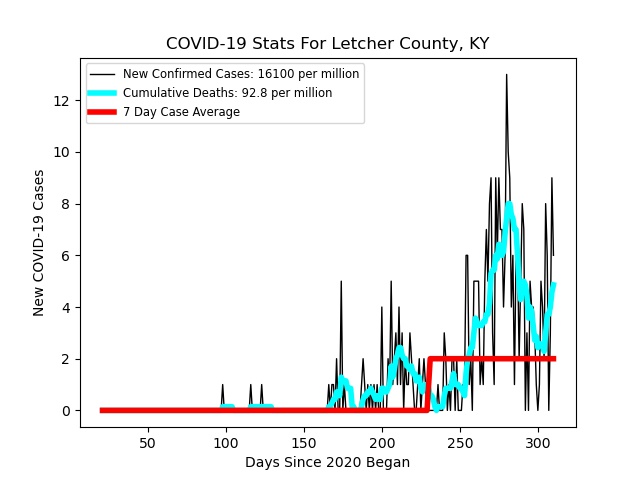 COVID-19 Stats For Letcher County, KY
New Confirmed Cases: 16100 per million
Cumulative Deaths: 92.8 per million
7 Day Case Average
New COVID-19 Cases
12
10
8
6
4
2
0
50 100 150 200 250 300
Days Since 2020 Began